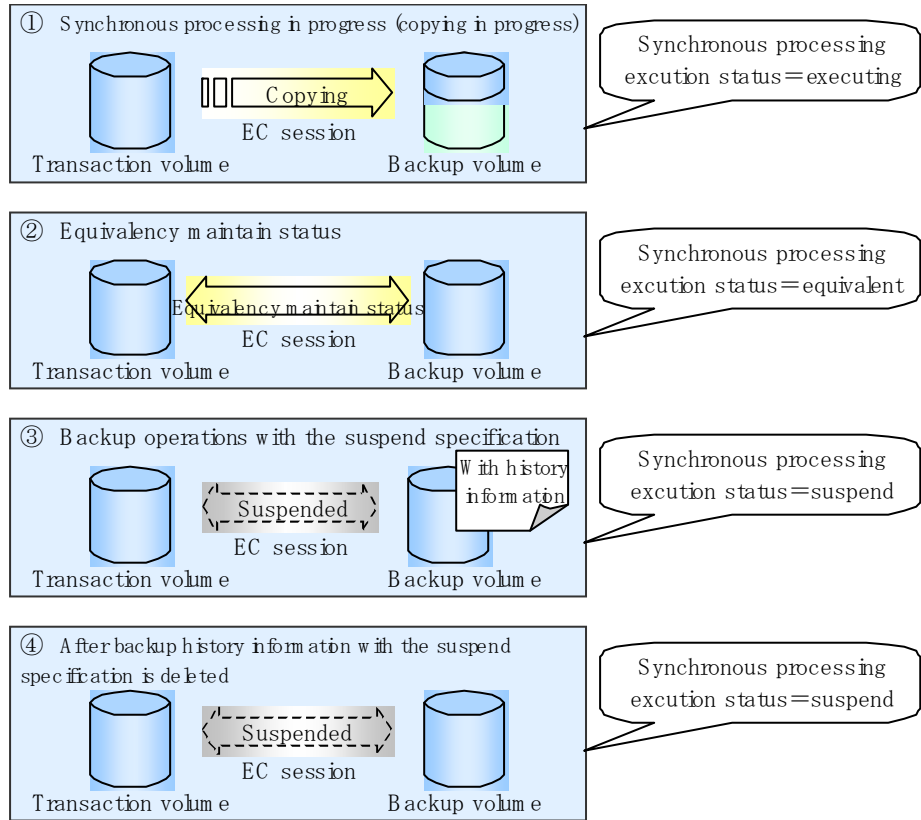 ① Synchronous processing in progress (copying in progress)
Copying
EC session
Transaction volume
Backup volume
Synchronous processing
excution status＝executing
② Equivalency maintain status
Equivalency maintain status
EC session
Transaction volume
Backup volume
Synchronous processing
excution status＝equivalent
③ Backup operations with the suspend specification
With history
information
Suspended
EC session
Transaction volume
Backup volume
Synchronous processing
excution status＝suspend
④ After backup history information with the suspend
specification is deleted
Suspended
EC session
Transaction volume
Backup volume
Synchronous processing
excution status＝suspend